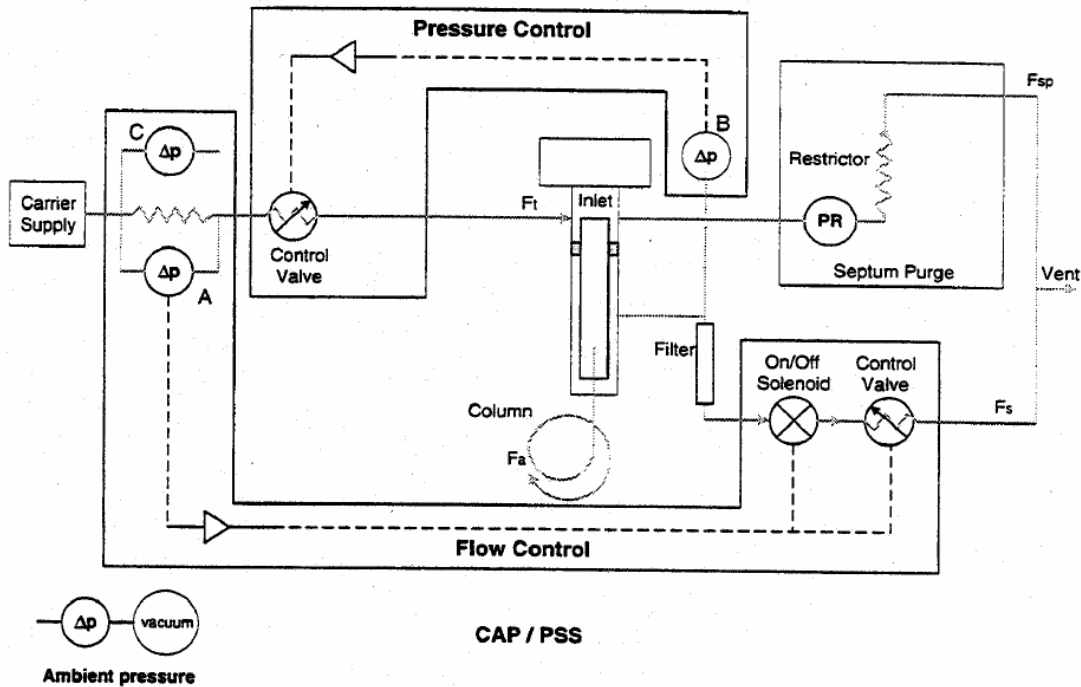 Pressure Control
Fsp
C
B
Δp
Δp
Restrictor
Carrier
Supply
Ft
Inlet
PR
Control
Valve
Septum Purge
Δp
A
Vent
Filter
On/Off
Solenoid
Control
Valve
Column
Fs
Fa
Flow Control
Δp
vacuum
CAP / PSS
Ambient pressure